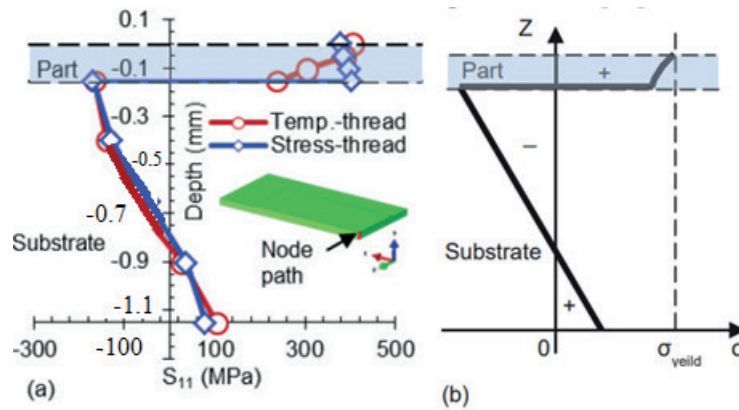 0.1
Part
-0.1
-0.3
Temp.-thread
Stress-thread
-0.5
Depth (mm)
-0.7
Substrate
Node
path
-0.9
-1.1
-300
-100
100
300
500
S11 (MPa)
(a)
Z
Part
+
−
Substrate
+
0
σyeild
(b)